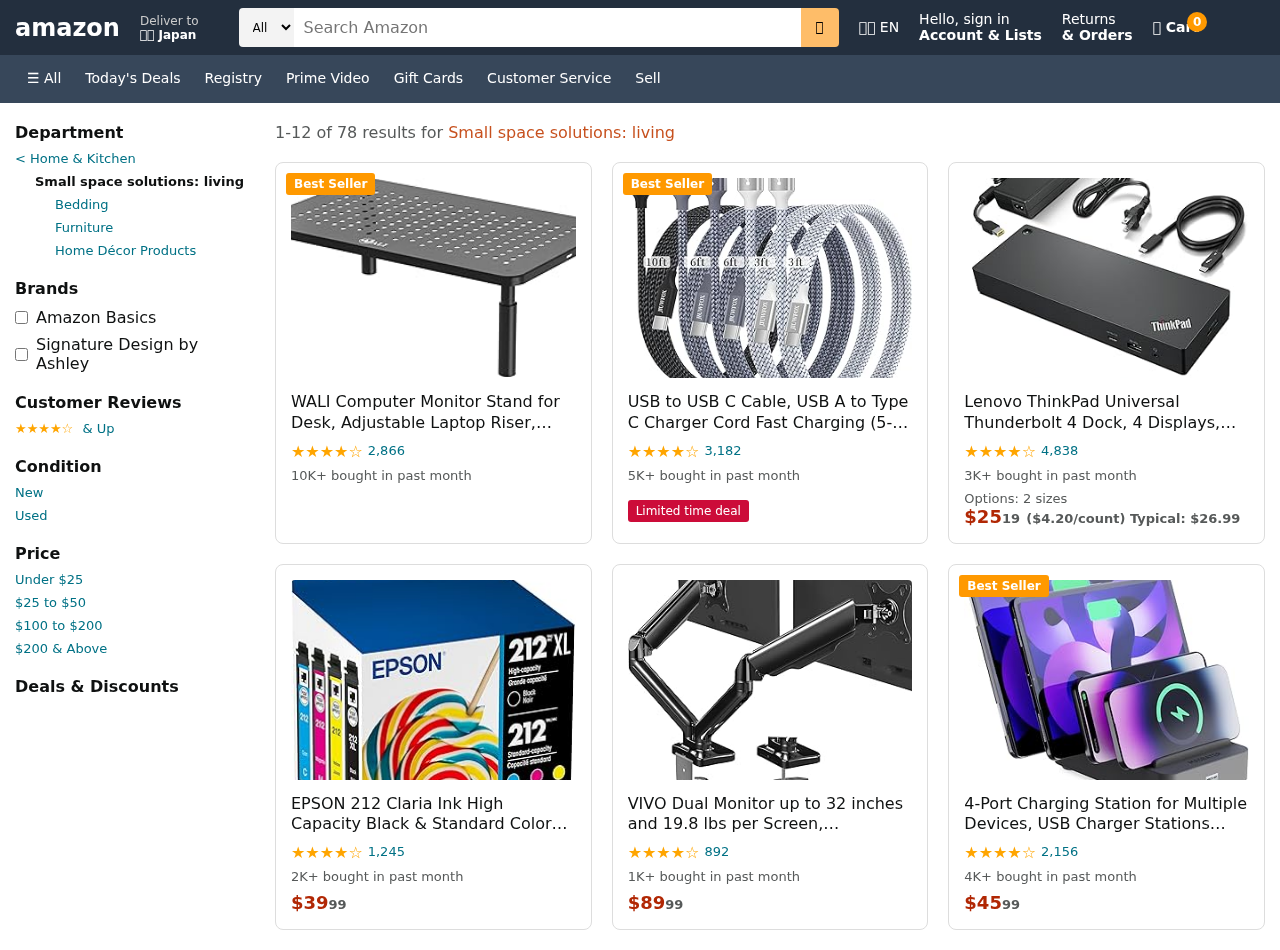 amazon
Deliver to
Japan
All
Search Amazon
EN
Hello, sign in
Account & Lists
Returns
& Orders
0
☰ All
Today's Deals
Registry
Prime Video
Gift Cards
Customer Service
Sell
Department
< Home & Kitchen
Small space solutions: living
Bedding
Furniture
Home Décor Products
Brands
Amazon Basics
Signature Design by
Ashley
Customer Reviews
★★★★☆ & Up
Condition
New
Used
Price
Under $25
$25 to $50
$100 to $200
$200 & Above
Deals & Discounts
1-12 of 78 results for Small space solutions: living
Best Seller
WALI
WALI Computer Monitor Stand for
Desk, Adjustable Laptop Riser,...
★★★★☆ 2,866
10K+ bought in past month
Best Seller
10ft 6ft 6ft 3ft 3ft
USB to USB C Cable, USB A to Type
C Charger Cord Fast Charging (5-...
★★★★☆ 3,182
5K+ bought in past month
Limited time deal
ThinkPad
Lenovo ThinkPad Universal
Thunderbolt 4 Dock, 4 Displays,...
★★★★☆ 4,838
3K+ bought in past month
Options: 2 sizes
$25 19 ($4.20/count) Typical: $26.99
EPSON
212 XL
High-capacity
Grande capacité
Black
Noir
212
Standard-capacity
Capacité standard
EPSON 212 Claria Ink High
Capacity Black & Standard Color...
★★★★☆ 1,245
2K+ bought in past month
$39 99
VIVO Dual Monitor up to 32 inches
and 19.8 lbs per Screen,...
★★★★☆ 892
1K+ bought in past month
$89 99
Best Seller
4-Port Charging Station for Multiple
Devices, USB Charger Stations...
★★★★☆ 2,156
4K+ bought in past month
$45 99